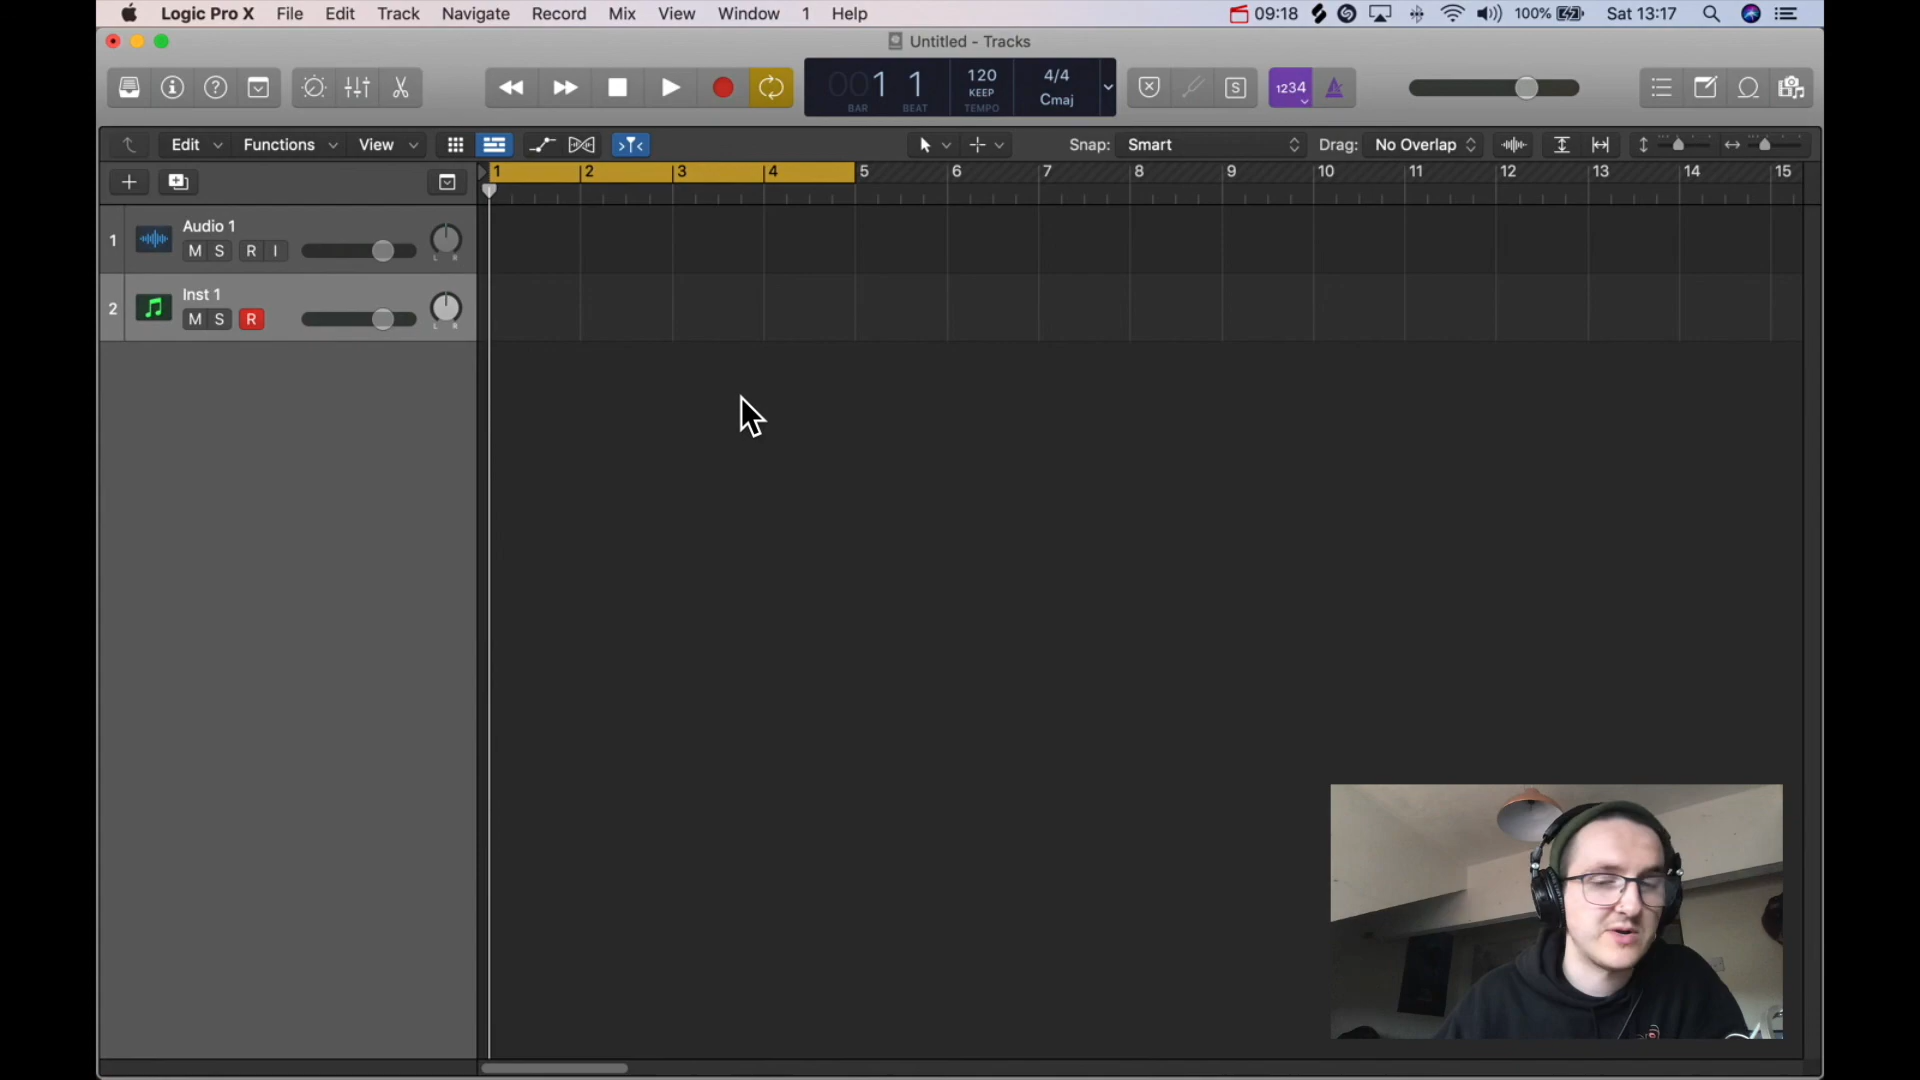 Logic Pro X File Edit Track Navigate Record Mix View Window 1 Help 09:18 100% Sat 13:17
Untitled - Tracks
001 1 120 4/4
KEEP Cmaj
BAR BEAT TEMPO
S 1234
Edit Functions View Snap: Smart Drag: No Overlap
1 2 3 4 5 6 7 8 9 10 11 12 13 14 15
1 Audio 1
M S R I
L R
2 Inst 1
M S R
L R